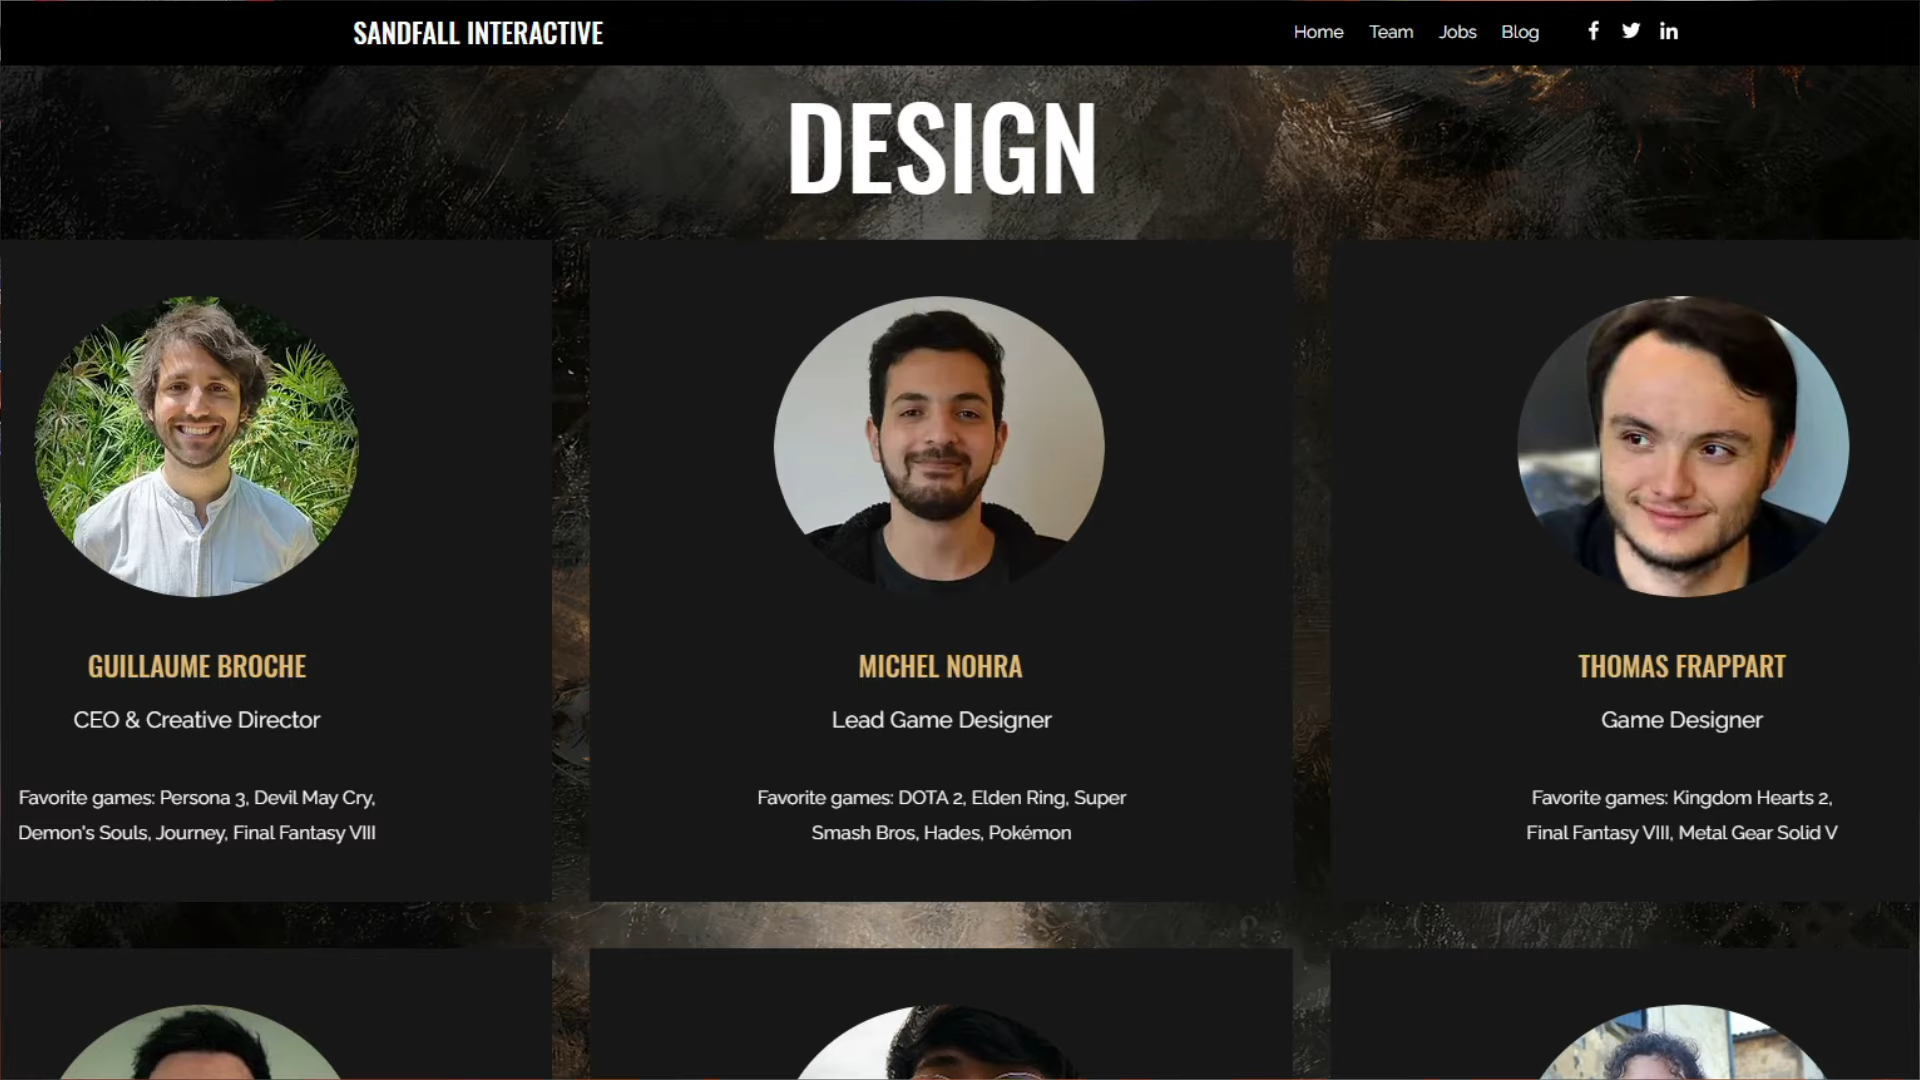 SANDFALL INTERACTIVE
Home Team Jobs Blog
DESIGN
GUILLAUME BROCHE
CEO & Creative Director
Favorite games: Persona 3, Devil May Cry,
Demon's Souls, Journey, Final Fantasy VIII
MICHEL NOHRA
Lead Game Designer
Favorite games: DOTA 2, Elden Ring, Super
Smash Bros, Hades, Pokémon
THOMAS FRAPPART
Game Designer
Favorite games: Kingdom Hearts 2,
Final Fantasy VIII, Metal Gear Solid V